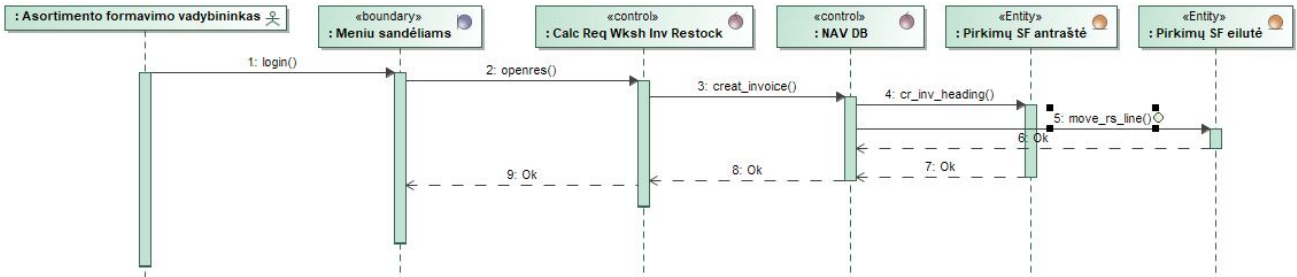 : Asortimento formavimo vadybininkas
«boundary»
: Meniu sandėliams
«control»
: Calc Req Wksh Inv Restock
«control»
: NAV DB
«Entity»
: Pirkimų SF antraštė
«Entity»
: Pirkimų SF eilutė
1: login()
2: openres()
3: creat_invoice()
4: cr_inv_heading()
5: move_rs_line()
6: Ok
7: Ok
8: Ok
9: Ok